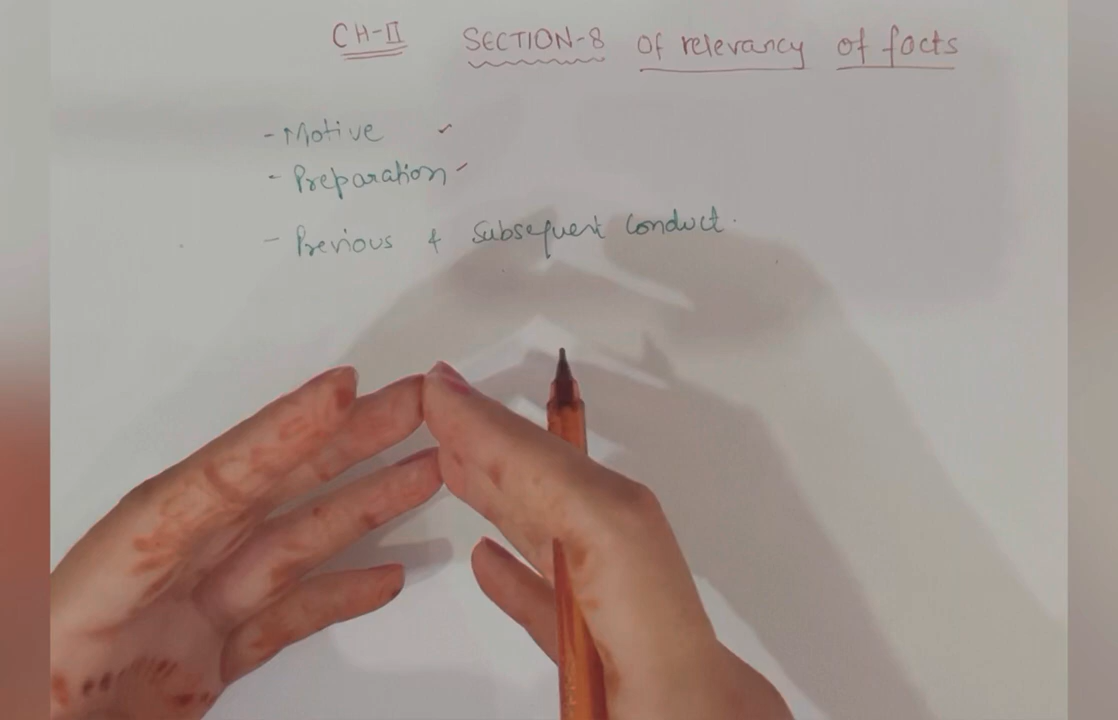 CH-II SECTION-8 Of relevancy of facts
- Motive ✓
- Preparation ✓
- Previous & Subsequent Conduct.